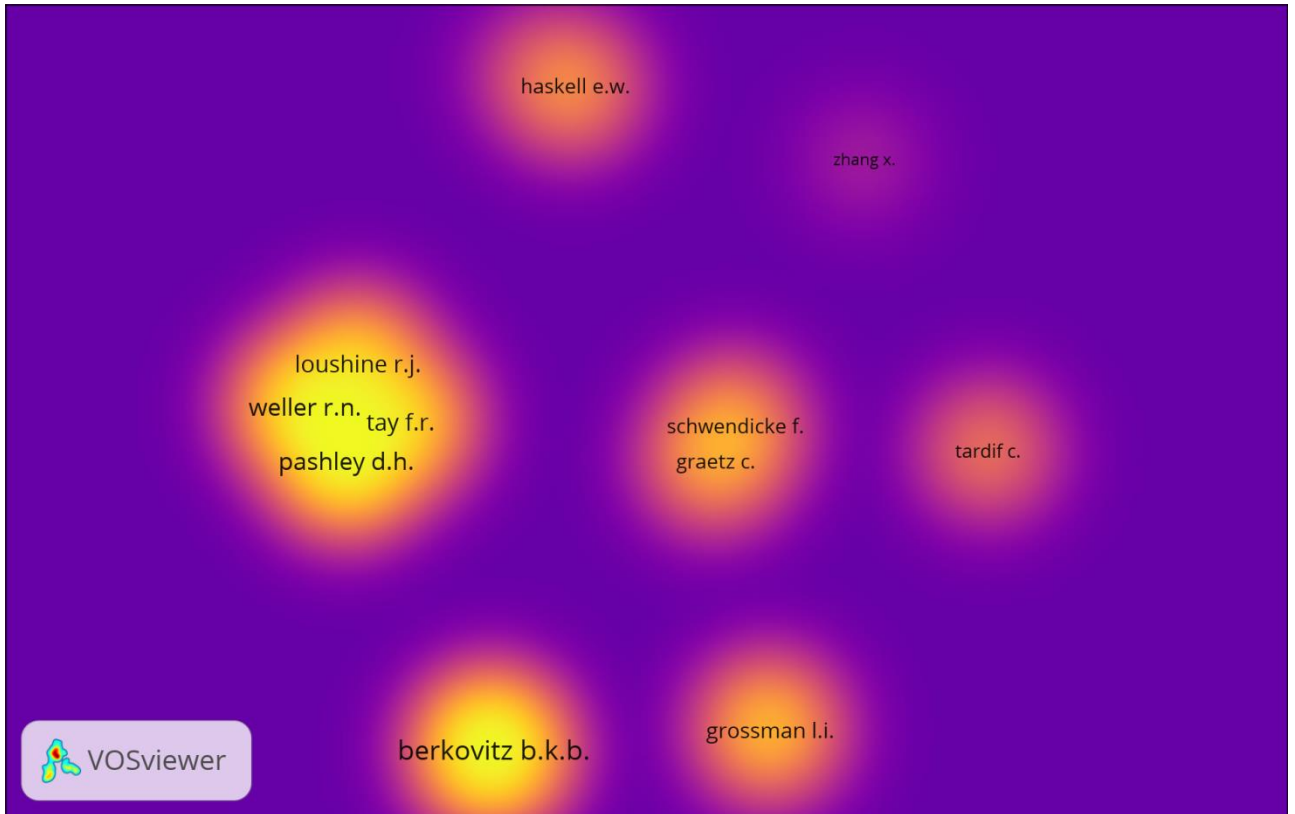 haskell e.w.
zhang x.
loushine r.j.
weller r.n.
tay f.r.
pashley d.h.
schwendicke f.
graetz c.
tardif c.
berkovitz b.k.b.
grossman l.i.
VOSviewer